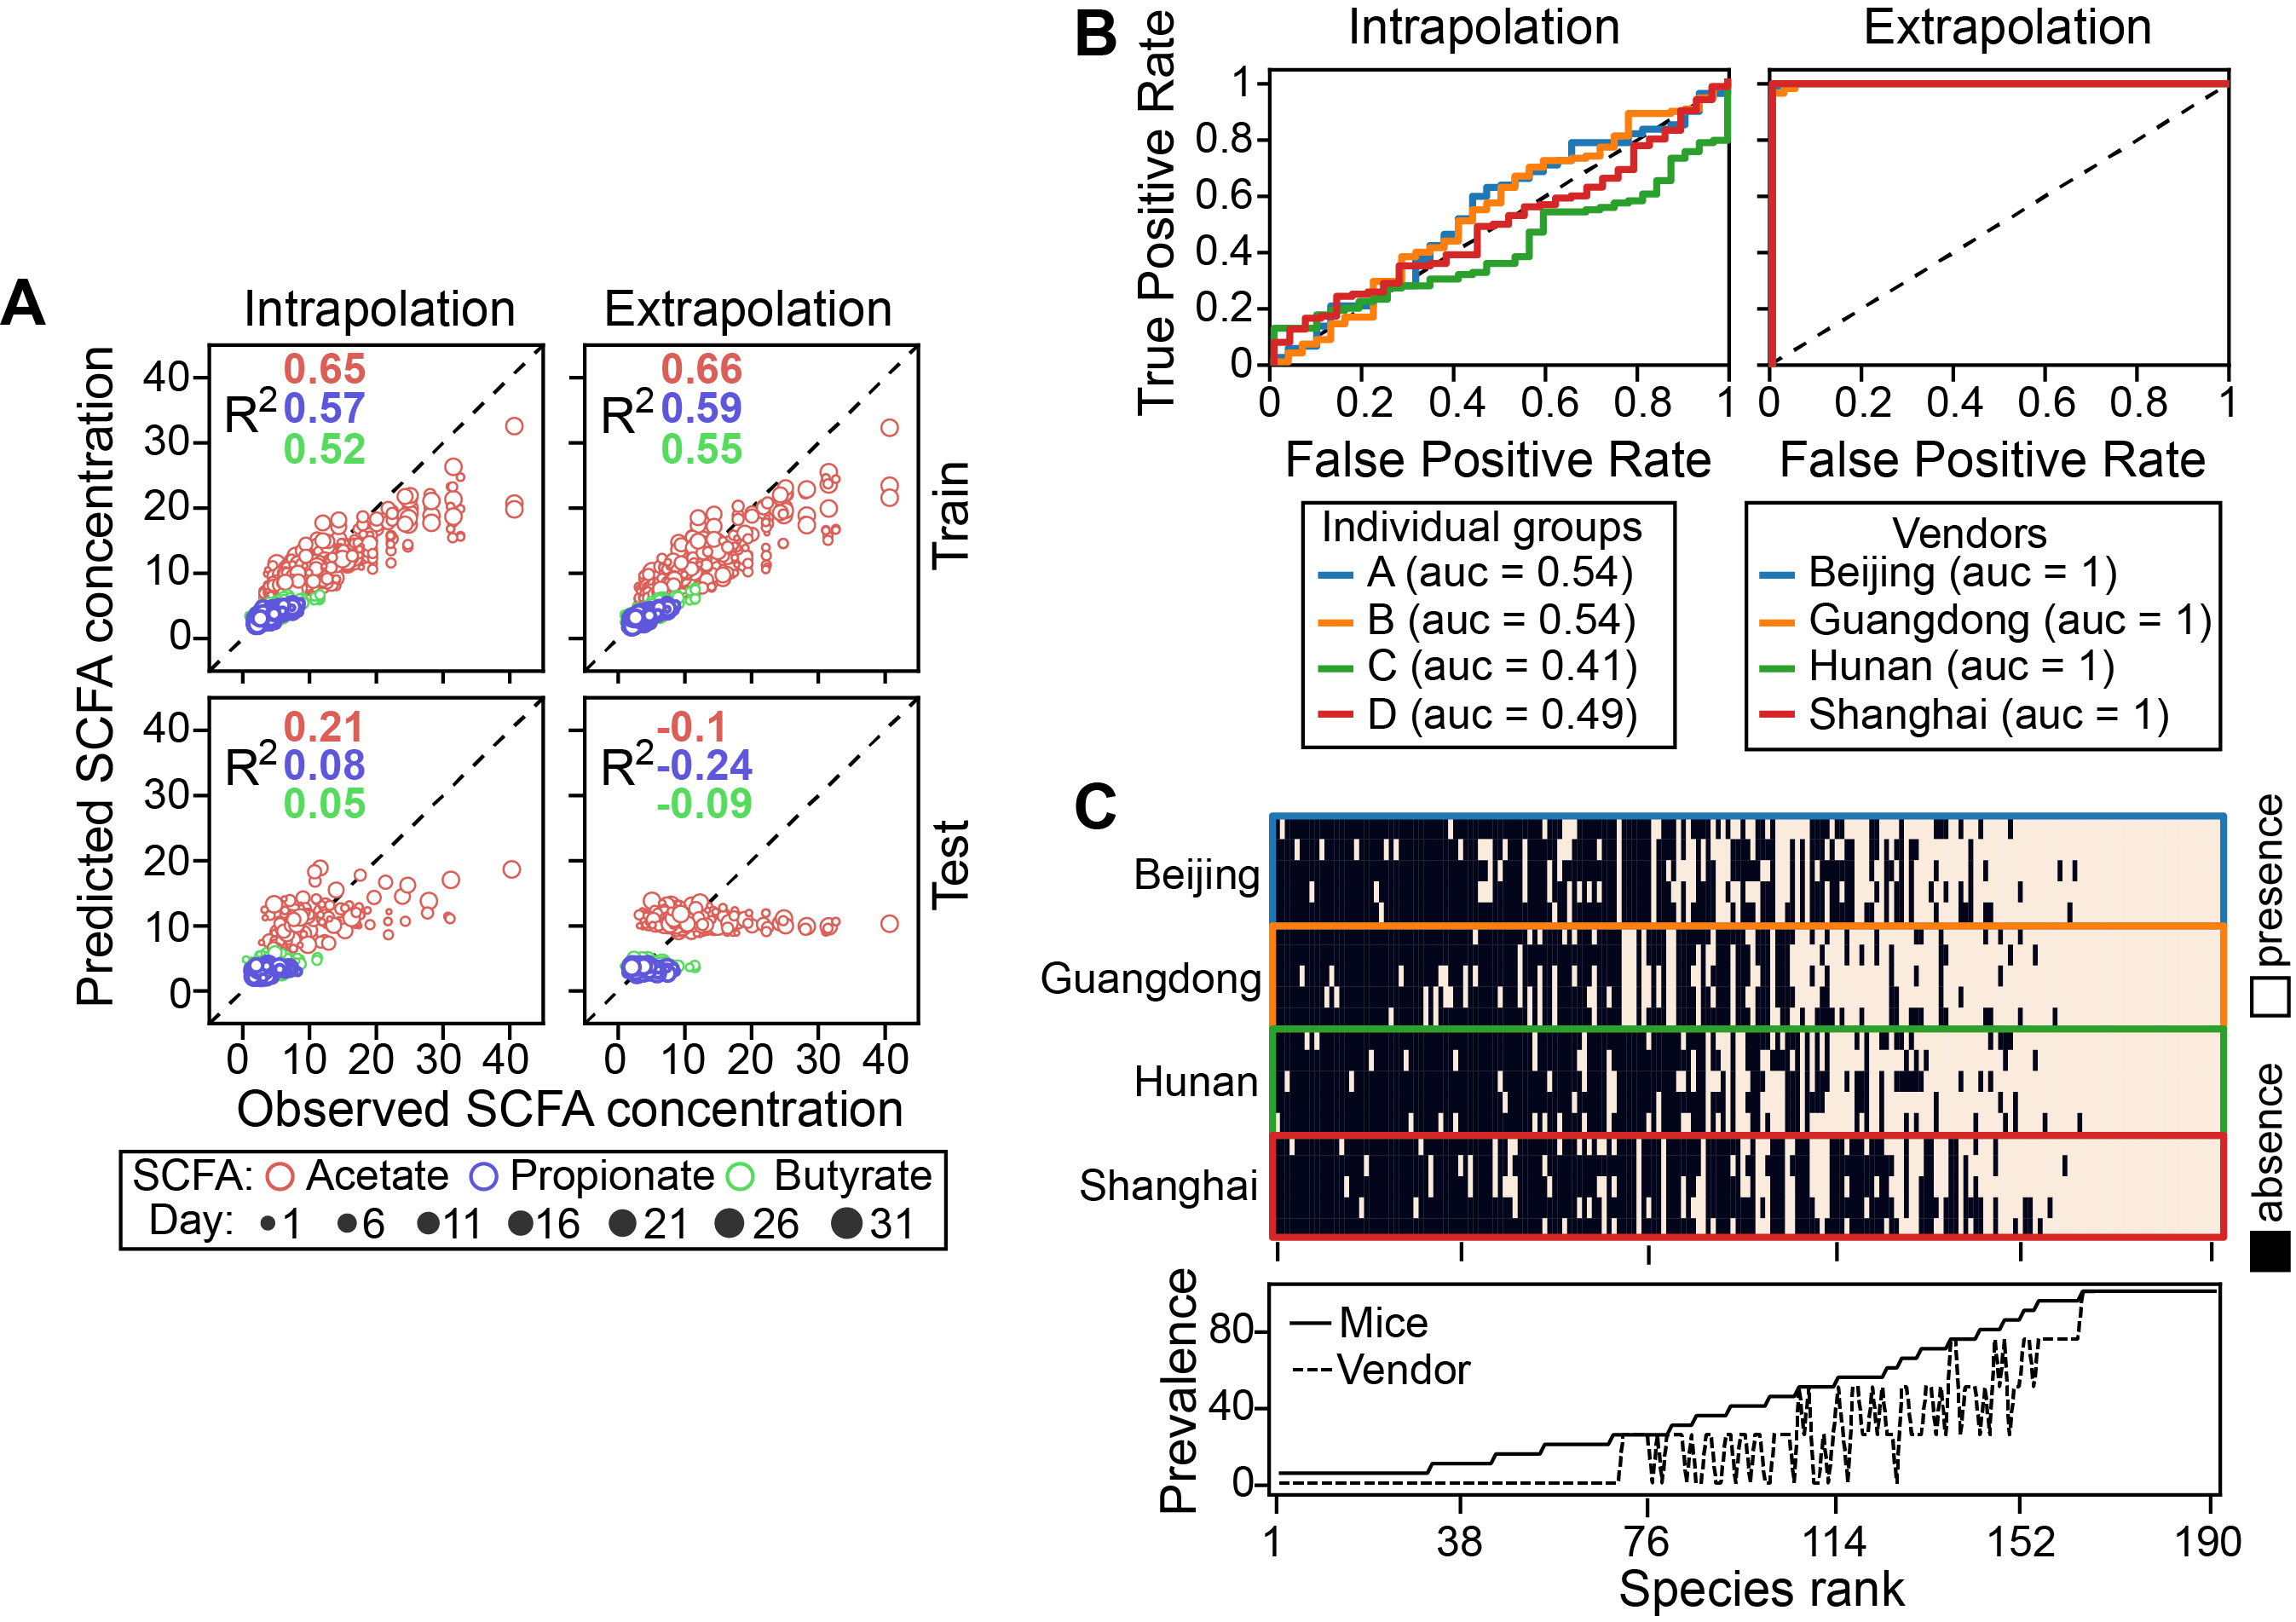 A
Intrapolation
Extrapolation
Predicted SCFA concentration
40
30
20
10
0
R2
0.65
0.57
0.52
R2
0.66
0.59
0.55
Train
40
30
20
10
0
R2
0.21
0.08
0.05
R2
-0.1
-0.24
-0.09
Test
0 10 20 30 40
0 10 20 30 40
Observed SCFA concentration
SCFA: Acetate Propionate Butyrate
Day: 1 6 11 16 21 26 31
B
Intrapolation
Extrapolation
True Positive Rate
1
0.8
0.6
0.4
0.2
0
0 0.2 0.4 0.6 0.8 1
0 0.2 0.4 0.6 0.8 1
False Positive Rate
False Positive Rate
Individual groups
A (auc = 0.54)
B (auc = 0.54)
C (auc = 0.41)
D (auc = 0.49)
Vendors
Beijing (auc = 1)
Guangdong (auc = 1)
Hunan (auc = 1)
Shanghai (auc = 1)
C
Beijing
Guangdong
Hunan
Shanghai
presence
absence
Prevalence
80
40
0
Mice
Vendor
1 38 76 114 152 190
Species rank